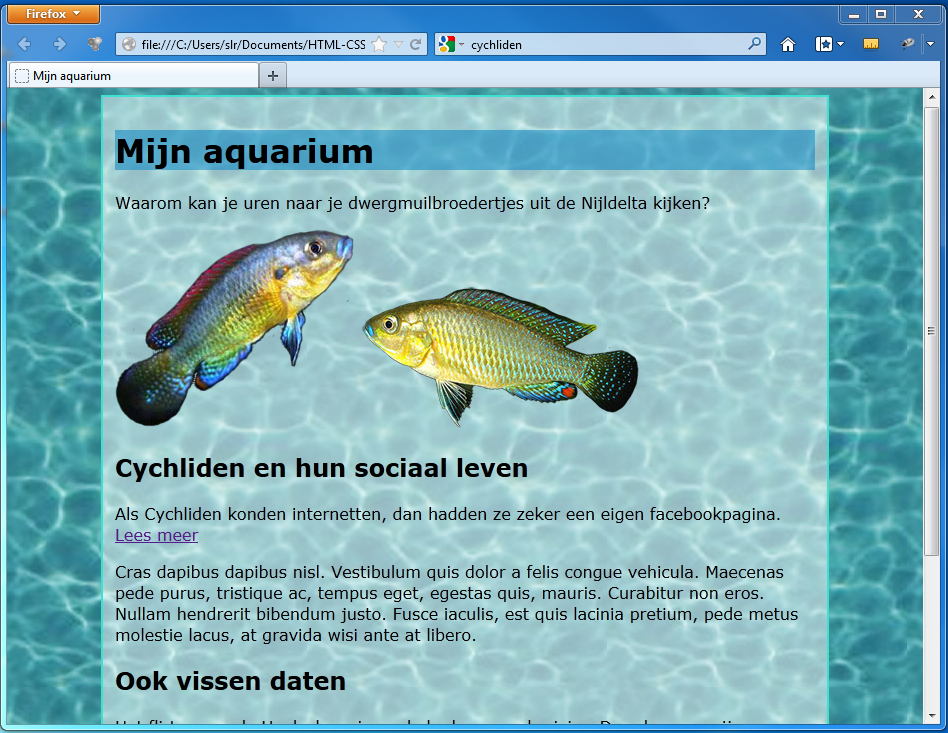 Firefox
file:///C:/Users/slr/Documents/HTML-CSS
cychliden
Mijn aquarium
Mijn aquarium
Waarom kan je uren naar je dwergmuilbroedertjes uit de Nijldelta kijken?
Cychliden en hun sociaal leven
Als Cychliden konden internetten, dan hadden ze zeker een eigen facebookpagina.
Lees meer
Cras dapibus dapibus nisl. Vestibulum quis dolor a felis congue vehicula. Maecenas
pede purus, tristique ac, tempus eget, egestas quis, mauris. Curabitur non eros.
Nullam hendrerit bibendum justo. Fusce iaculis, est quis lacinia pretium, pede metus
molestie lacus, at gravida wisi ante at libero.
Ook vissen daten